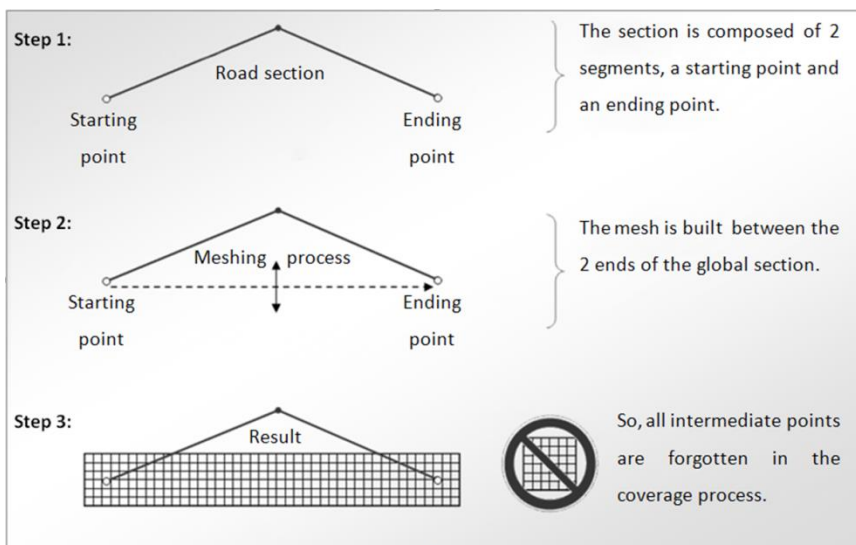 Step 1:
Road section
Starting
point
Ending
point
The section is composed of 2
segments, a starting point and
an ending point.
Step 2:
Meshing process
Starting
point
Ending
point
The mesh is built between the
2 ends of the global section.
Step 3:
Result
So, all intermediate points
are forgotten in the
coverage process.